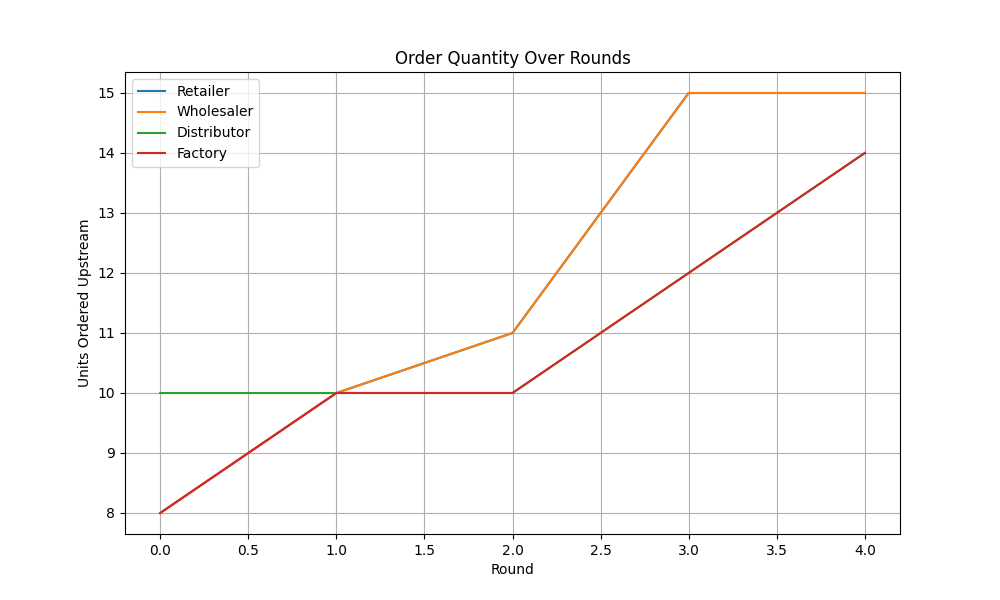 Order Quantity Over Rounds
Retailer
Wholesaler
Distributor
Factory
Units Ordered Upstream
15
14
13
12
11
10
9
8
0.0 0.5 1.0 1.5 2.0 2.5 3.0 3.5 4.0
Round